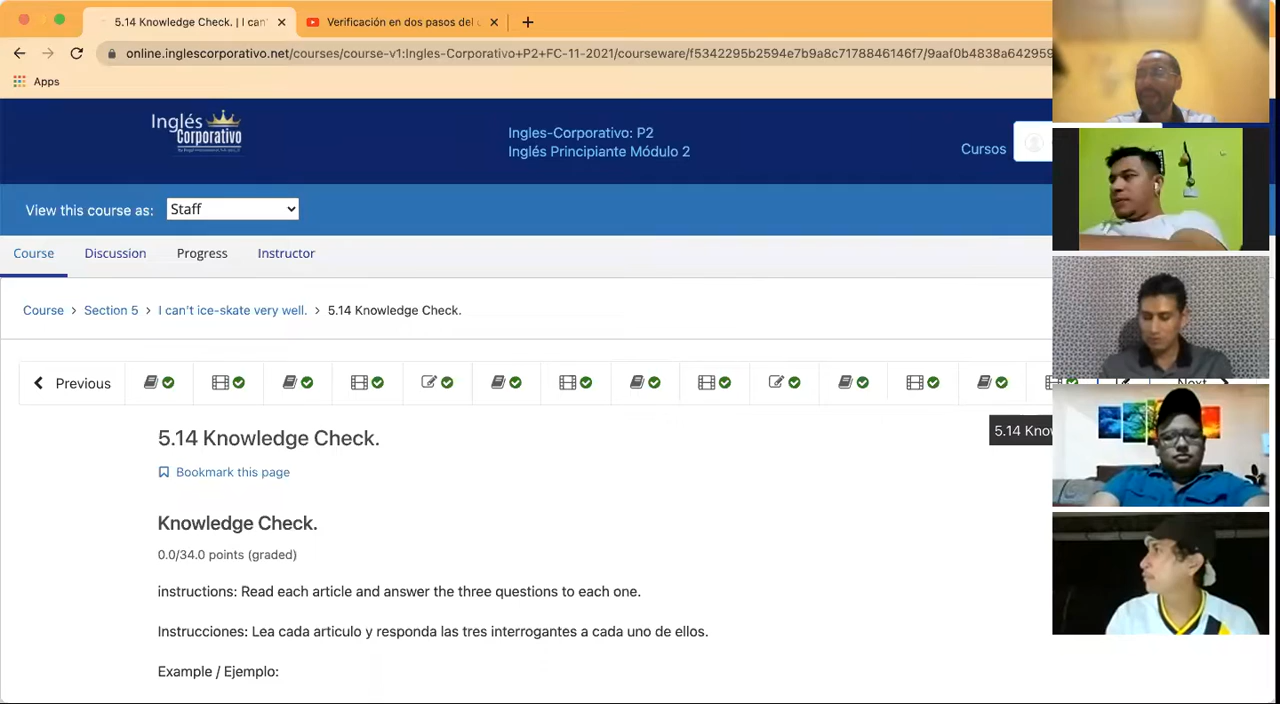 5.14 Knowledge Check. | I can'
Verificación en dos pasos del
online.inglescorporativo.net/courses/course-v1:Ingles-Corporativo+P2+FC-11-2021/courseware/f5342295b2594e7b9a8c7178846146f7/9aaf0b4838a642959
Apps
Inglés
Corporativo
Ingles-Corporativo: P2
Inglés Principiante Módulo 2
Cursos
View this course as:
Staff
Course
Discussion
Progress
Instructor
Course > Section 5 > I can't ice-skate very well. > 5.14 Knowledge Check.
Previous
Next
5.14 Kno
5.14 Knowledge Check.
Bookmark this page
Knowledge Check.
0.0/34.0 points (graded)
instructions: Read each article and answer the three questions to each one.
Instrucciones: Lea cada articulo y responda las tres interrogantes a cada uno de ellos.
Example / Ejemplo: